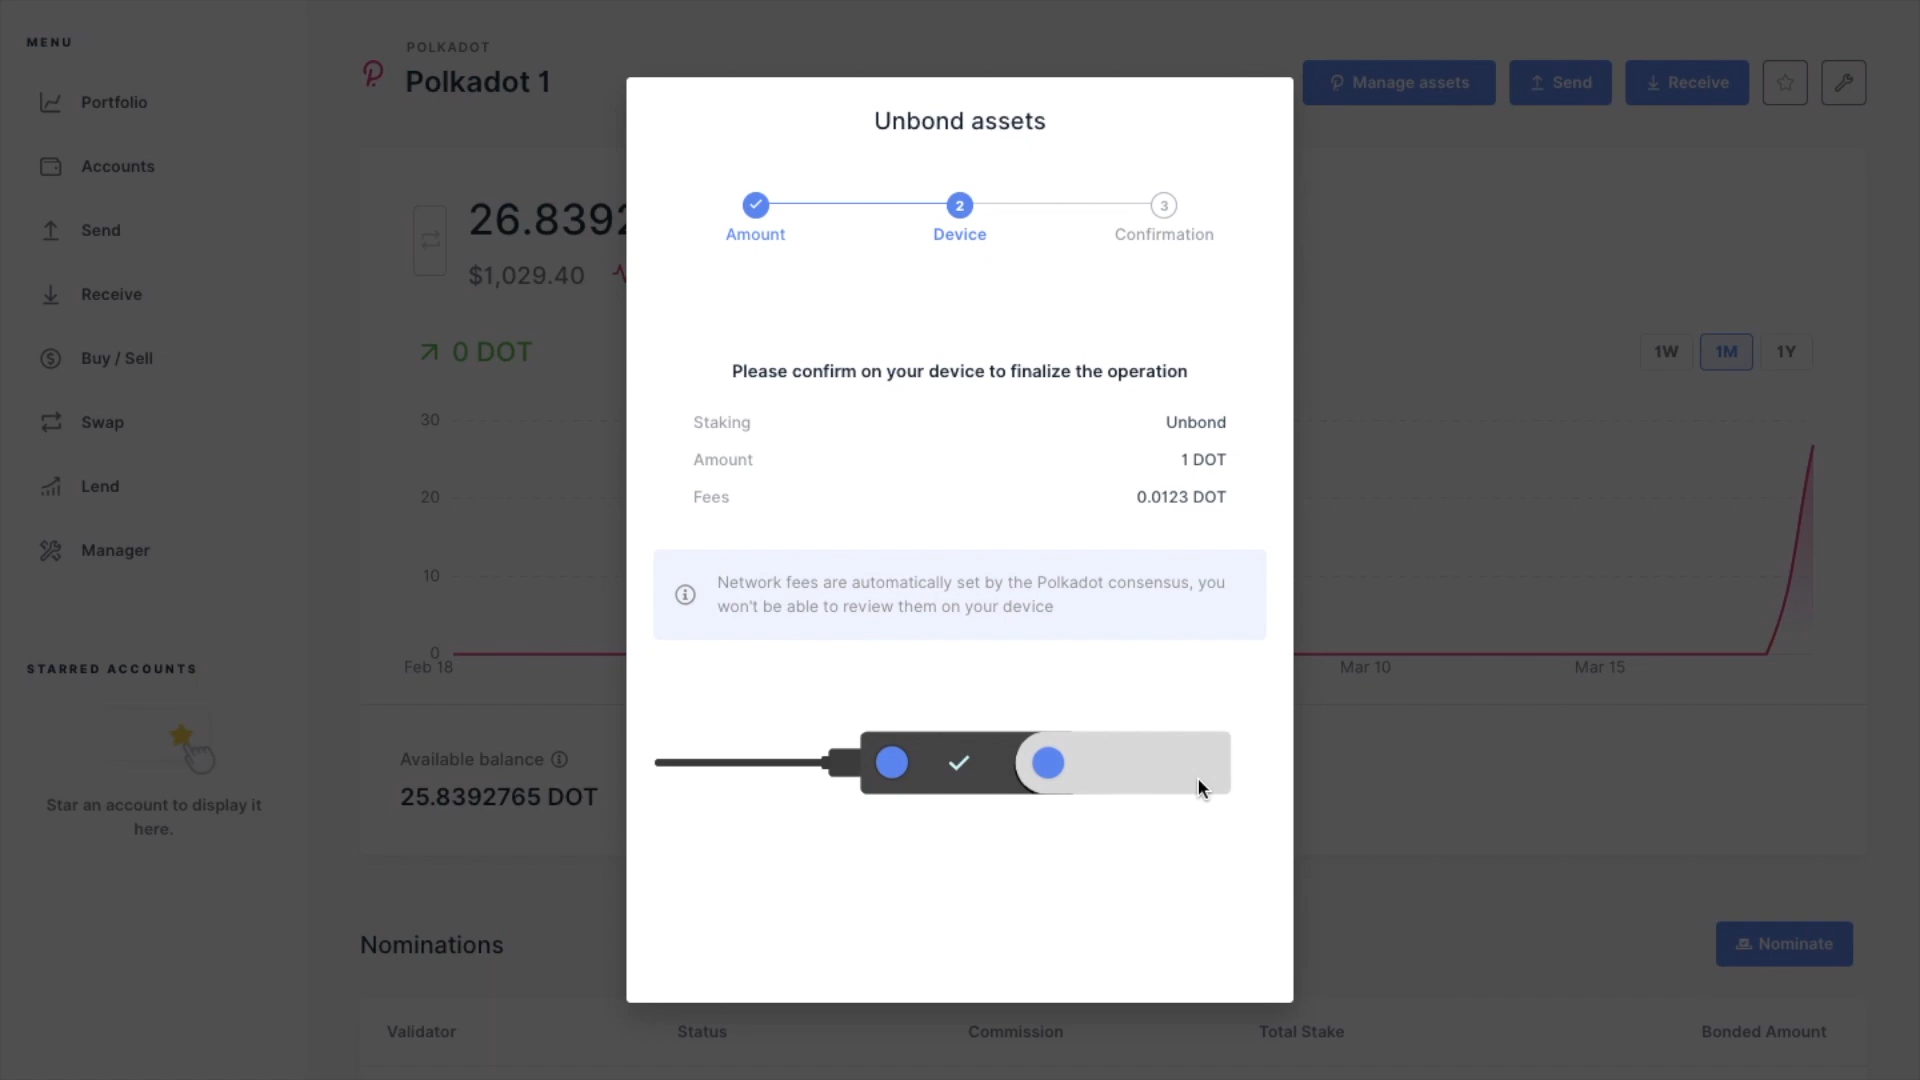 MENU
Portfolio
Accounts
Send
Receive
Buy / Sell
Swap
Lend
Manager
STARRED ACCOUNTS
Star an account to display it
here.
POLKADOT
Polkadot 1
Manage assets
Send
Receive
26.8392
$1,029.40
0 DOT
1W
1M
1Y
30
20
10
0
Feb 18
Mar 10
Mar 15
Available balance
25.8392765 DOT
Unbond assets
2
3
Amount
Device
Confirmation
Please confirm on your device to finalize the operation
Staking Unbond
Amount 1 DOT
Fees 0.0123 DOT
Network fees are automatically set by the Polkadot consensus, you
won't be able to review them on your device
Nominations
Nominate
Validator Status Commission Total Stake Bonded Amount